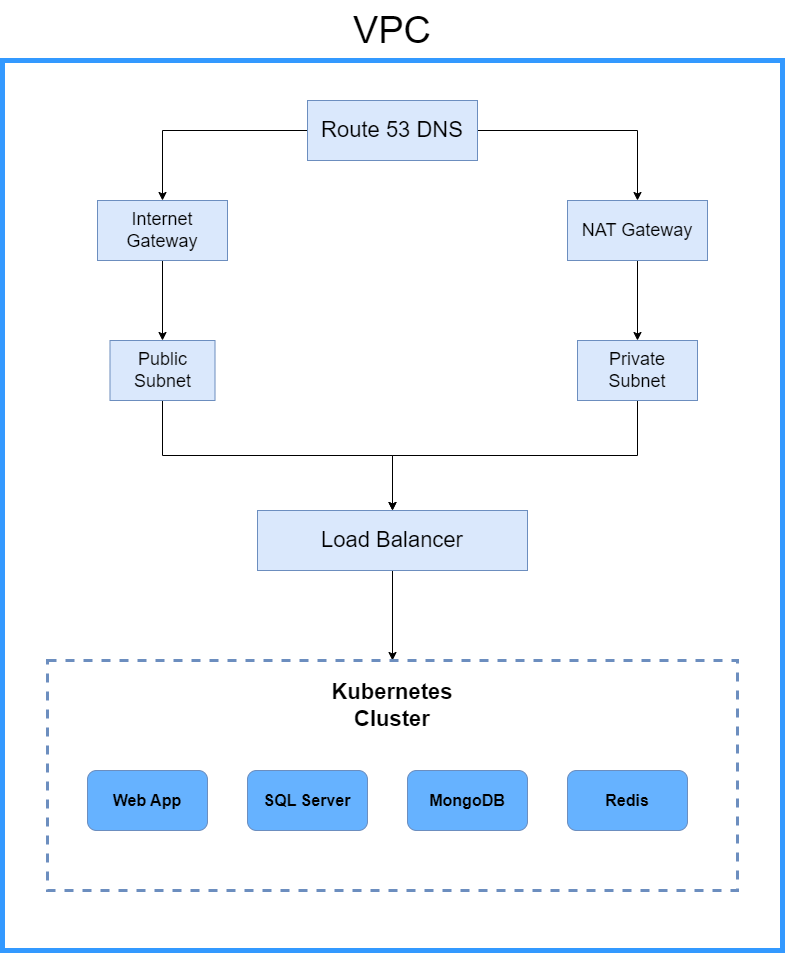 VPC
Route 53 DNS
Internet
Gateway
NAT Gateway
Public
Subnet
Private
Subnet
Load Balancer
Kubernetes
Cluster
Web App
SQL Server
MongoDB
Redis